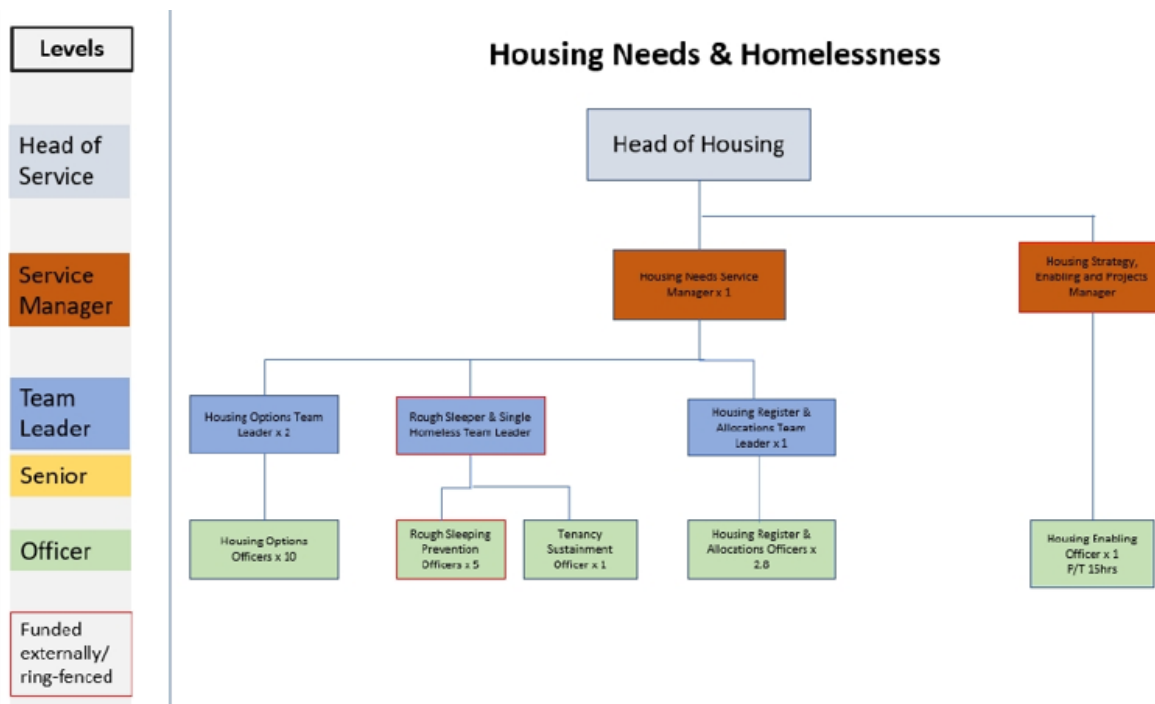 Levels
Housing Needs & Homelessness
Head of
Service
Head of Housing
Service
Manager
Housing Needs Service
Manager x 1
Housing Strategy,
Enabling and Projects
Manager
Team
Leader
Housing Options Team
Leader x 2
Rough Sleeper & Single
Homeless Team Leader
Housing Register &
Allocations Team
Leader x 1
Senior
Officer
Housing Options
Officers x 10
Rough Sleeping
Prevention
Officers x 5
Tenancy
Sustainment
Officer x 1
Housing Register &
Allocations Officers x
2.8
Housing Enabling
Officer x 1
P/T 15hrs
Funded
externally/
ring-fenced